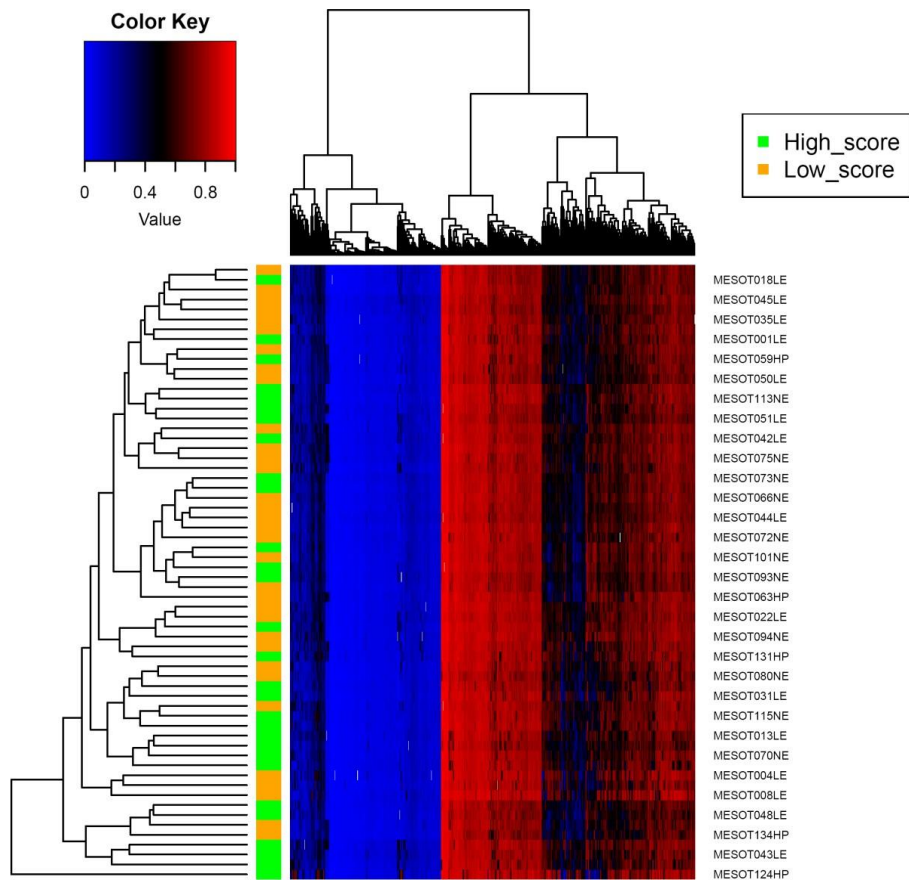 Color Key
0 0.4 0.8
Value
High_score
Low_score
MESOT018LE
MESOT045LE
MESOT035LE
MESOT001LE
MESOT059HP
MESOT050LE
MESOT113NE
MESOT051LE
MESOT042LE
MESOT075NE
MESOT073NE
MESOT066NE
MESOT044LE
MESOT072NE
MESOT101NE
MESOT093NE
MESOT063HP
MESOT022LE
MESOT094NE
MESOT131HP
MESOT080NE
MESOT031LE
MESOT115NE
MESOT013LE
MESOT070NE
MESOT004LE
MESOT008LE
MESOT048LE
MESOT134HP
MESOT043LE
MESOT124HP